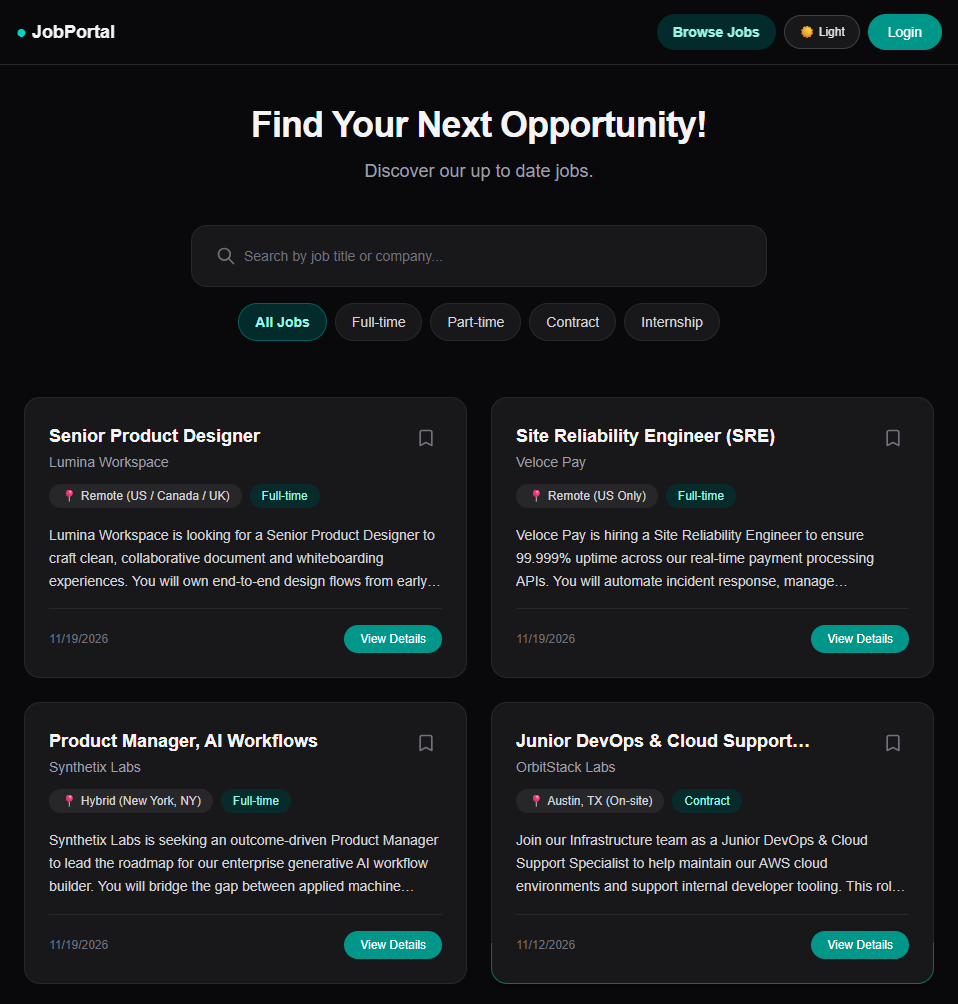 JobPortal
Browse Jobs
Light
Login
Find Your Next Opportunity!
Discover our up to date jobs.
Search by job title or company...
All Jobs
Full-time
Part-time
Contract
Internship
Senior Product Designer
Lumina Workspace
Remote (US / Canada / UK)
Full-time
Lumina Workspace is looking for a Senior Product Designer to
craft clean, collaborative document and whiteboarding
experiences. You will own end-to-end design flows from early…
11/19/2026
View Details
Site Reliability Engineer (SRE)
Veloce Pay
Remote (US Only)
Full-time
Veloce Pay is hiring a Site Reliability Engineer to ensure
99.999% uptime across our real-time payment processing
APIs. You will automate incident response, manage…
11/19/2026
View Details
Product Manager, AI Workflows
Synthetix Labs
Hybrid (New York, NY)
Full-time
Synthetix Labs is seeking an outcome-driven Product Manager
to lead the roadmap for our enterprise generative AI workflow
builder. You will bridge the gap between applied machine…
11/19/2026
View Details
Junior DevOps & Cloud Support…
OrbitStack Labs
Austin, TX (On-site)
Contract
Join our Infrastructure team as a Junior DevOps & Cloud
Support Specialist to help maintain our AWS cloud
environments and support internal developer tooling. This rol…
11/12/2026
View Details